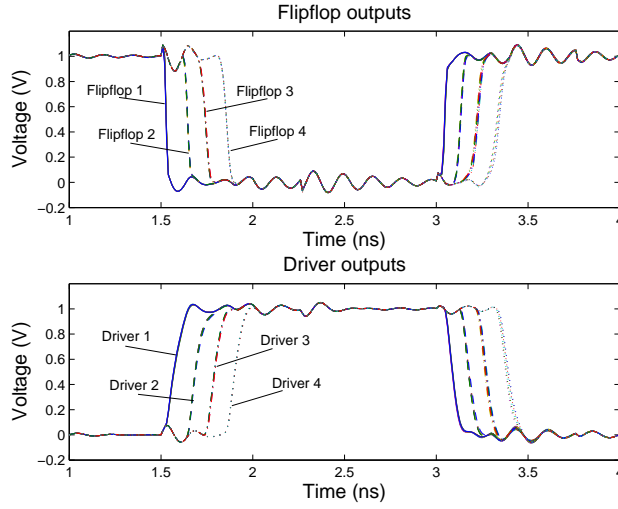 Flipflop outputs
Voltage (V)
1
0.8
0.6
0.4
0.2
0
−0.2
Flipflop 1
Flipflop 2
Flipflop 3
Flipflop 4
1
1.5
2
2.5
3
3.5
4
Time (ns)
Driver outputs
Voltage (V)
1
0.8
0.6
0.4
0.2
0
−0.2
Driver 1
Driver 2
Driver 3
Driver 4
1
1.5
2
2.5
3
3.5
4
Time (ns)